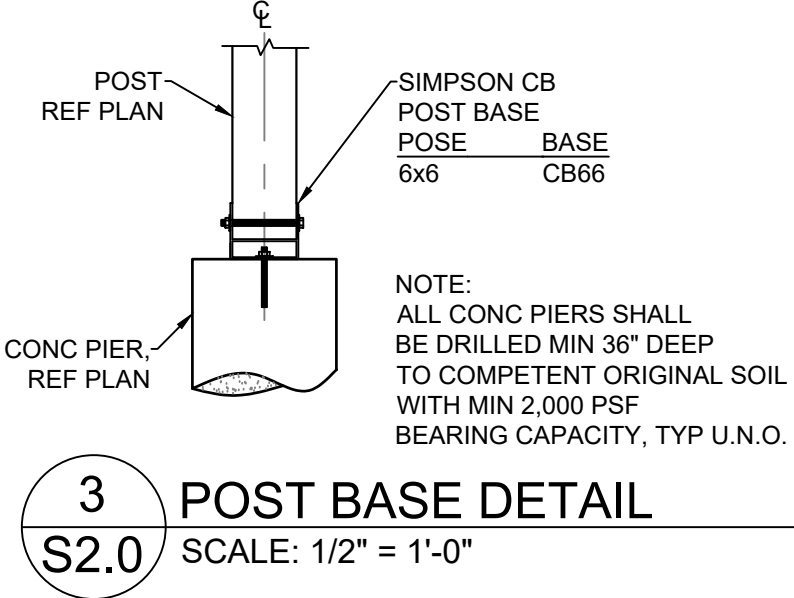 ℄
POST
REF PLAN
SIMPSON CB
POST BASE
POSE BASE
6x6 CB66
CONC PIER,
REF PLAN
NOTE:
ALL CONC PIERS SHALL
BE DRILLED MIN 36" DEEP
TO COMPETENT ORIGINAL SOIL
WITH MIN 2,000 PSF
BEARING CAPACITY, TYP U.N.O.
3
S2.0
POST BASE DETAIL
SCALE: 1/2" = 1'-0"